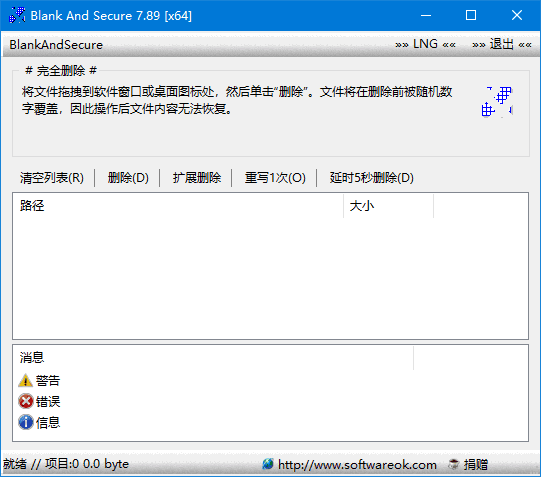 Blank And Secure 7.89 [x64]
BlankAndSecure »» LNG «« »» 退出 ««
# 完全删除 #
将文件拖拽到软件窗口或桌面图标处，然后单击“删除”。文件将在删除前被随机数
字覆盖，因此操作后文件内容无法恢复。
清空列表(R) 删除(D) 扩展删除 重写1次(O) 延时5秒删除(D)
路径 大小
消息
警告
错误
信息
就绪 // 项目:0 0.0 byte http://www.softwareok.com 捐赠